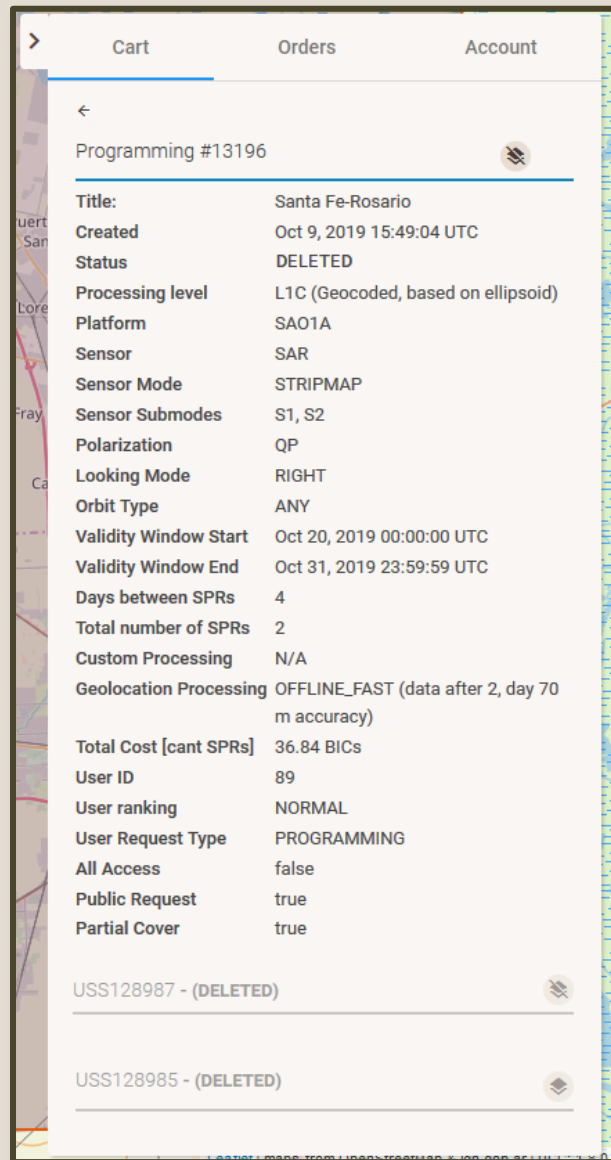 Cart Orders Account
Programming #13196
Title: Santa Fe-Rosario
Created Oct 9, 2019 15:49:04 UTC
Status DELETED
Processing level L1C (Geocoded, based on ellipsoid)
Platform SAO1A
Sensor SAR
Sensor Mode STRIPMAP
Sensor Submodes S1, S2
Polarization QP
Looking Mode RIGHT
Orbit Type ANY
Validity Window Start Oct 20, 2019 00:00:00 UTC
Validity Window End Oct 31, 2019 23:59:59 UTC
Days between SPRs 4
Total number of SPRs 2
Custom Processing N/A
Geolocation Processing OFFLINE_FAST (data after 2, day 70
m accuracy)
Total Cost [cant SPRs] 36.84 BICs
User ID 89
User ranking NORMAL
User Request Type PROGRAMMING
All Access false
Public Request true
Partial Cover true
USS128987 - (DELETED)
USS128985 - (DELETED)
uert
San
Lore
Fray
Ca